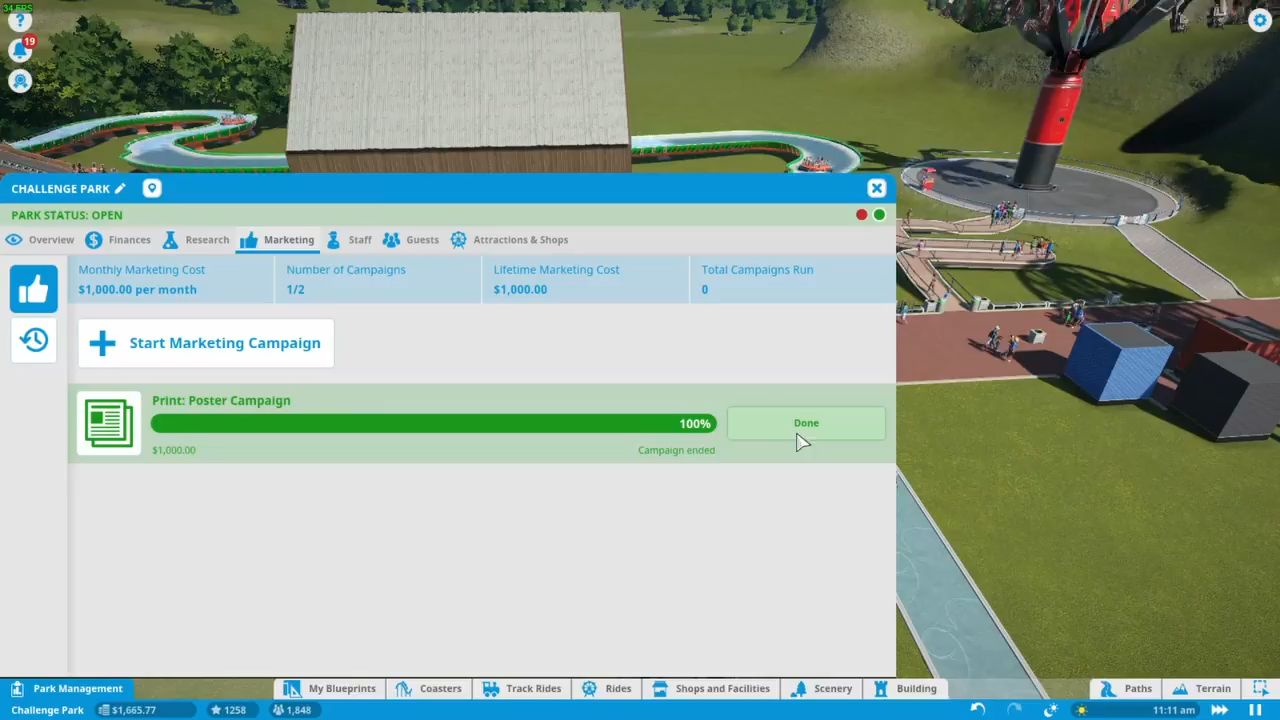 34 FPS
?
19
CHALLENGE PARK
PARK STATUS: OPEN
Overview
Finances
Research
Marketing
Staff
Guests
Attractions & Shops
Monthly Marketing Cost
$1,000.00 per month
Number of Campaigns
1/2
Lifetime Marketing Cost
$1,000.00
Total Campaigns Run
0
Start Marketing Campaign
Print: Poster Campaign
100%
Done
$1,000.00
Campaign ended
Park Management
My Blueprints
Coasters
Track Rides
Rides
Shops and Facilities
Scenery
Building
Paths
Terrain
Challenge Park
$1,665.77
1258
1,848
11:11 am